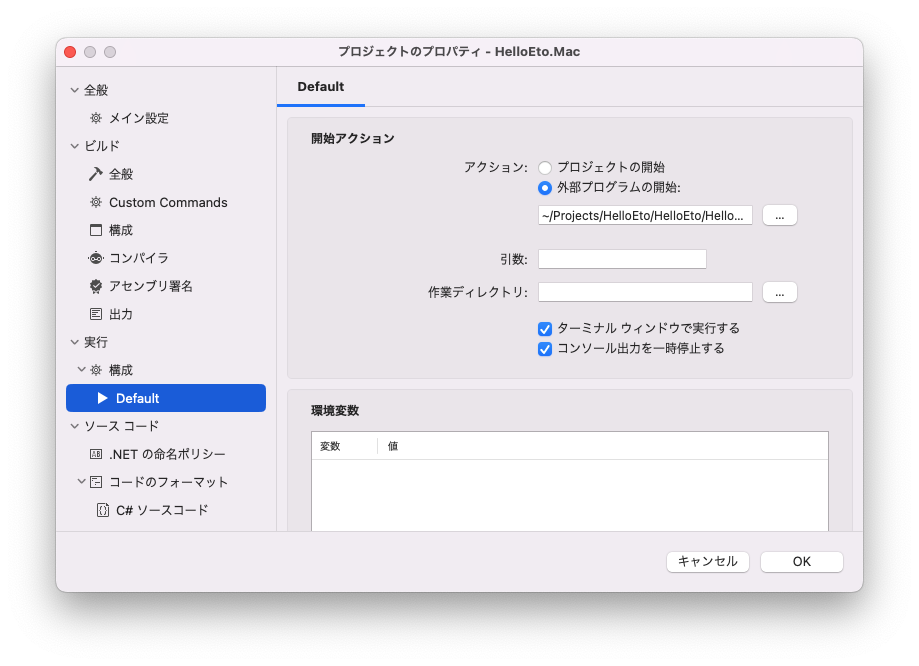 プロジェクトのプロパティ - HelloEto.Mac
全般
メイン設定
ビルド
全般
Custom Commands
構成
コンパイラ
アセンブリ署名
出力
実行
構成
Default
ソース コード
.NET の命名ポリシー
コードのフォーマット
C# ソースコード
Default
開始アクション
アクション: プロジェクトの開始
外部プログラムの開始:
~/Projects/HelloEto/HelloEto/Hello... ...
引数:
作業ディレクトリ: ...
ターミナル ウィンドウで実行する
コンソール出力を一時停止する
環境変数
変数 値
キャンセル OK